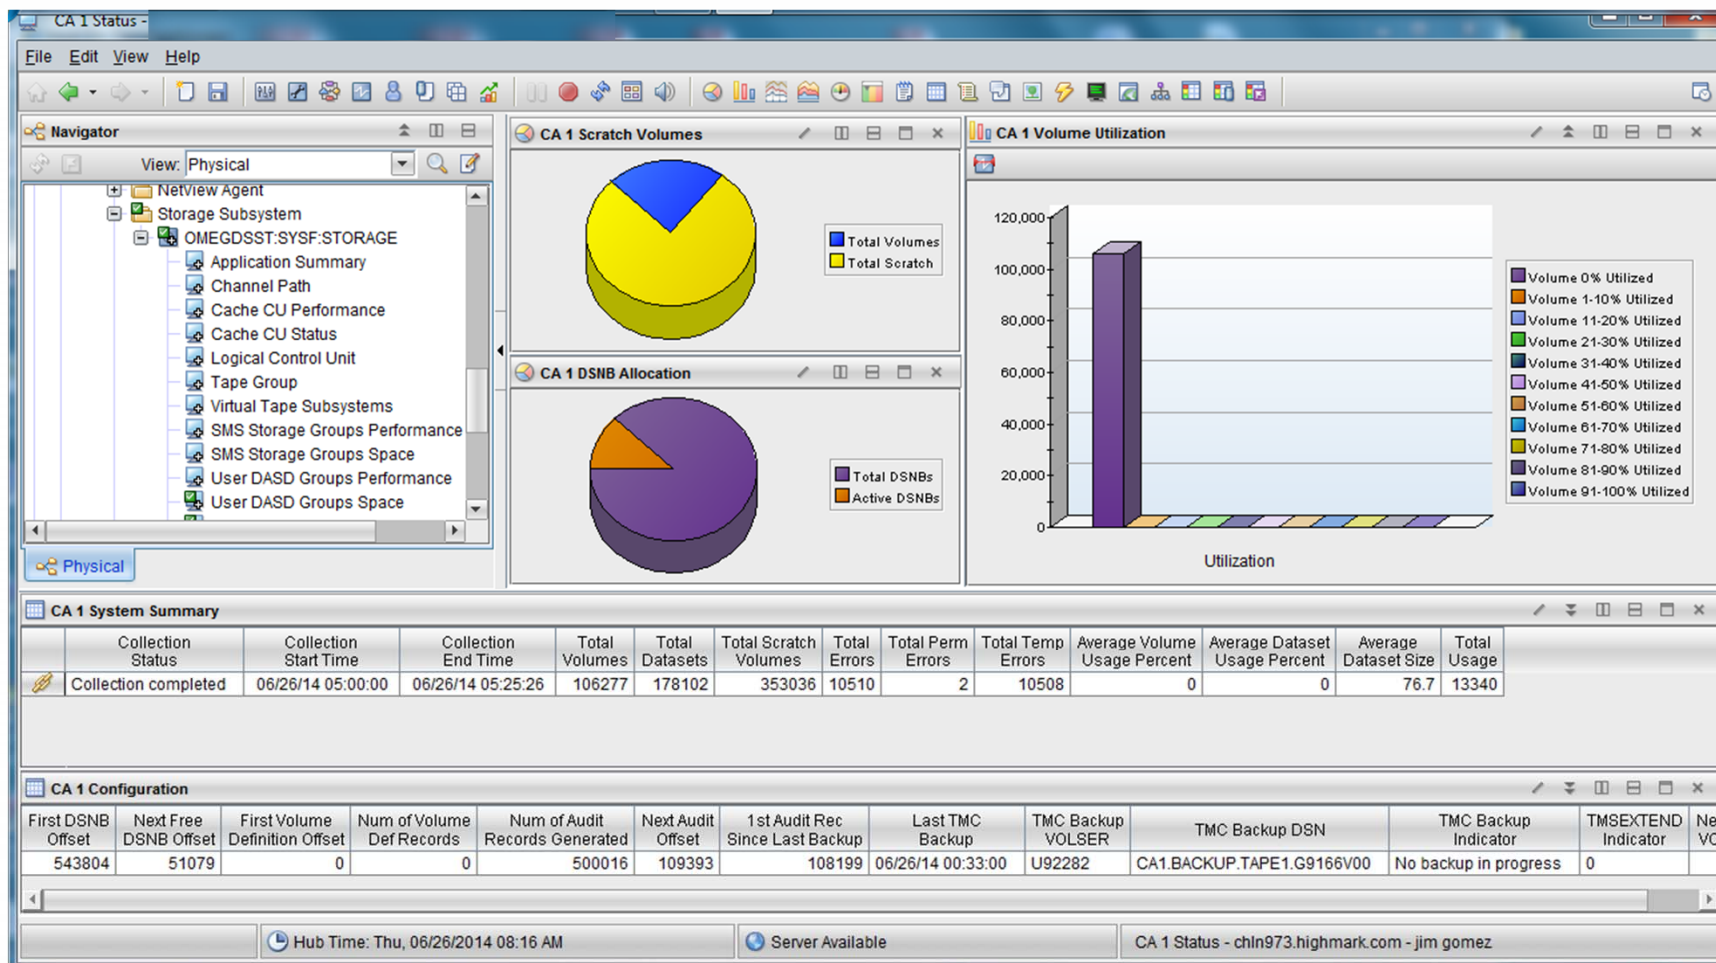 CA 1 Status -
File Edit View Help
Navigator
View: Physical
NetView Agent
Storage Subsystem
OMEGDSST:SYSF:STORAGE
Application Summary
Channel Path
Cache CU Performance
Cache CU Status
Logical Control Unit
Tape Group
Virtual Tape Subsystems
SMS Storage Groups Performance
SMS Storage Groups Space
User DASD Groups Performance
User DASD Groups Space
Physical
CA 1 Scratch Volumes
Total Volumes
Total Scratch
CA 1 DSNB Allocation
Total DSNBs
Active DSNBs
CA 1 Volume Utilization
120,000
100,000
80,000
60,000
40,000
20,000
0
Utilization
Volume 0% Utilized
Volume 1-10% Utilized
Volume 11-20% Utilized
Volume 21-30% Utilized
Volume 31-40% Utilized
Volume 41-50% Utilized
Volume 51-60% Utilized
Volume 61-70% Utilized
Volume 71-80% Utilized
Volume 81-90% Utilized
Volume 91-100% Utilized
CA 1 System Summary
Collection Collection Collection Total Total Total Scratch Total Total Perm Total Temp Average Volume Average Dataset Average Total
Status Start Time End Time Volumes Datasets Volumes Errors Errors Errors Usage Percent Usage Percent Dataset Size Usage
Collection completed 06/26/14 05:00:00 06/26/14 05:25:26 106277 178102 353036 10510 2 10508 0 0 76.7 13340
CA 1 Configuration
First DSNB Next Free First Volume Num of Volume Num of Audit Next Audit 1st Audit Rec Last TMC TMC Backup TMC Backup DSN TMC Backup TMSEXTEND Ne
Offset DSNB Offset Definition Offset Def Records Records Generated Offset Since Last Backup Backup VOLSER Indicator Indicator VO
543804 51079 0 0 500016 109393 108199 06/26/14 00:33:00 U92282 CA1.BACKUP.TAPE1.G9166V00 No backup in progress 0
Hub Time: Thu, 06/26/2014 08:16 AM
Server Available
CA 1 Status - chln973.highmark.com - jim gomez